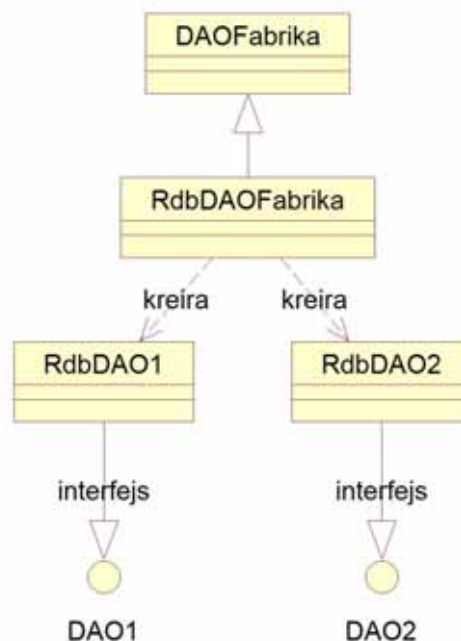 DAOFabrika
RdbDAOFabrika
kreira kreira
RdbDAO1 RdbDAO2
interfejs interfejs
DAO1 DAO2